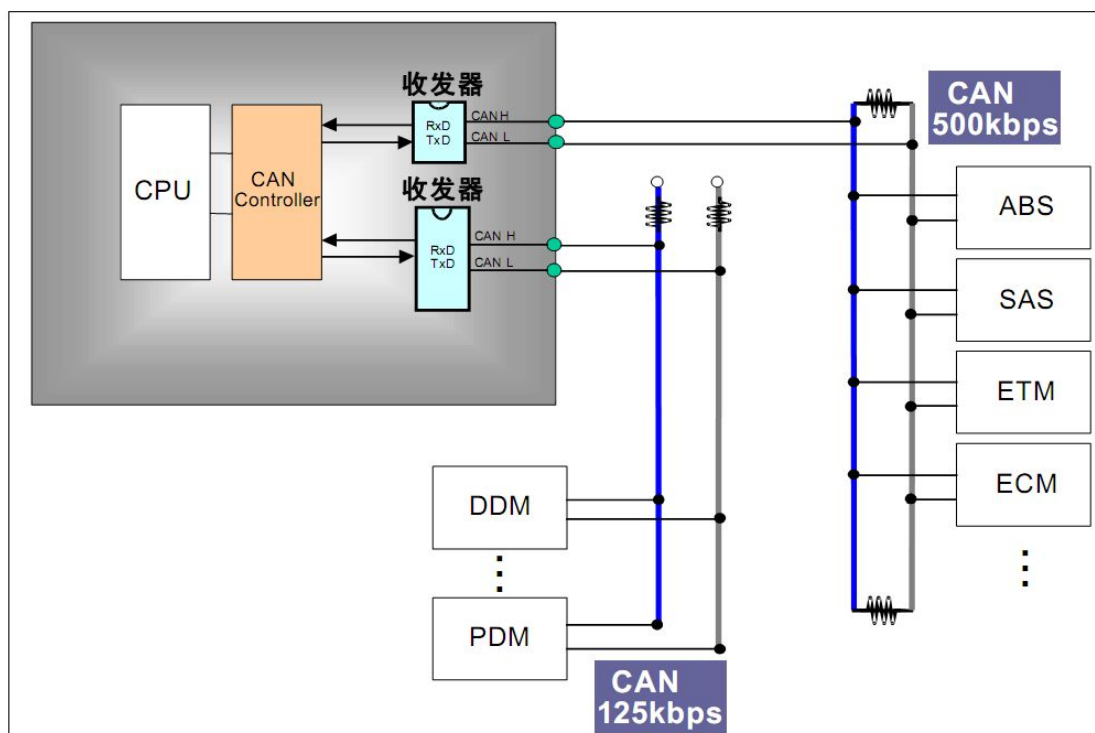 收发器
CAN H
RxD
TxD
CAN L
CPU
CAN
Controller
收发器
RxD
TxD
CAN H
CAN L
CAN
500kbps
ABS
SAS
ETM
ECM
⋮
DDM
⋮
PDM
CAN
125kbps